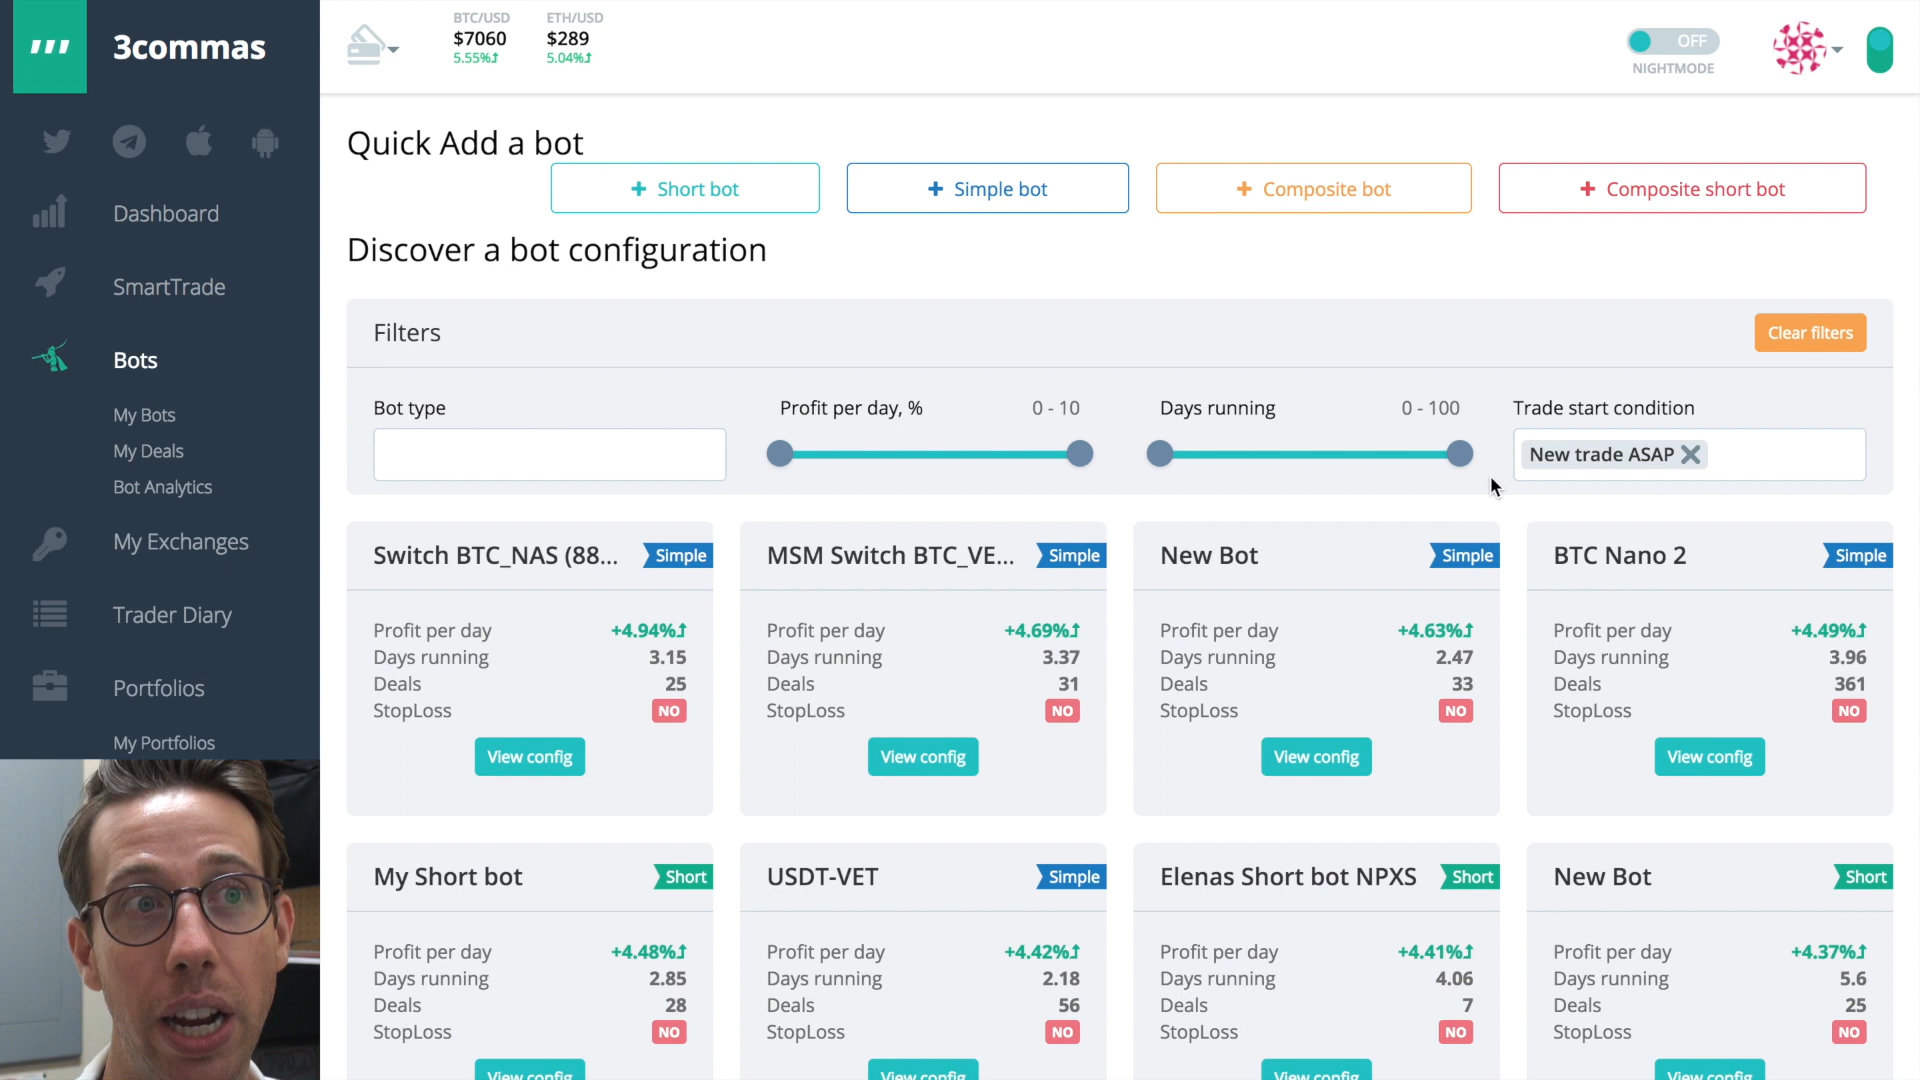 3commas
BTC/USD
$7060
5.55%
ETH/USD
$289
5.04%
OFF
NIGHTMODE
Dashboard
SmartTrade
Bots
My Bots
My Deals
Bot Analytics
My Exchanges
Trader Diary
Portfolios
My Portfolios
Quick Add a bot
+ Short bot
+ Simple bot
+ Composite bot
+ Composite short bot
Discover a bot configuration
Filters
Clear filters
Bot type
Profit per day, % 0 - 10
Days running 0 - 100
Trade start condition
New trade ASAP
Switch BTC_NAS (88... Simple
Profit per day +4.94%
Days running 3.15
Deals 25
StopLoss NO
View config
MSM Switch BTC_VE... Simple
Profit per day +4.69%
Days running 3.37
Deals 31
StopLoss NO
View config
New Bot Simple
Profit per day +4.63%
Days running 2.47
Deals 33
StopLoss NO
View config
BTC Nano 2 Simple
Profit per day +4.49%
Days running 3.96
Deals 361
StopLoss NO
View config
My Short bot Short
Profit per day +4.48%
Days running 2.85
Deals 28
StopLoss NO
View config
USDT-VET Simple
Profit per day +4.42%
Days running 2.18
Deals 56
StopLoss NO
View config
Elenas Short bot NPXS Short
Profit per day +4.41%
Days running 4.06
Deals 7
StopLoss NO
View config
New Bot Short
Profit per day +4.37%
Days running 5.6
Deals 25
StopLoss NO
View config